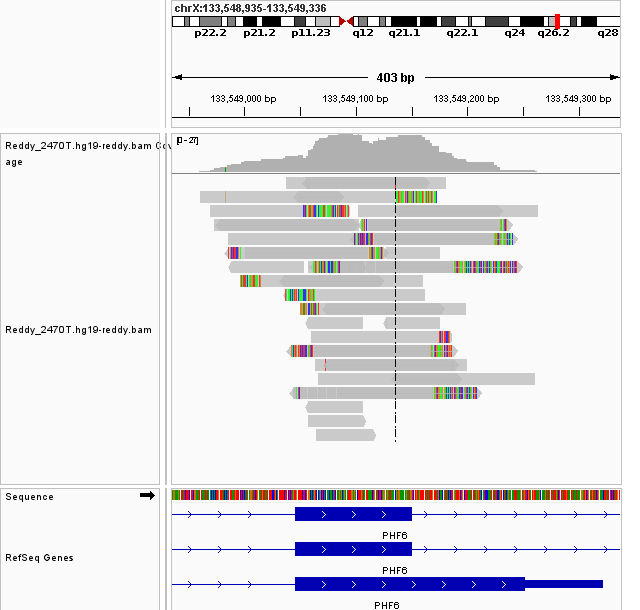 chrX:133,548,935-133,549,336
p22.2 p21.2 p11.23 q12 q21.1 q22.1 q24 q26.2 q28
403 bp
133,549,000 bp 133,549,100 bp 133,549,200 bp 133,549,300 bp
Reddy_2470T.hg19-reddy.bam Cov
age
[0 - 27]
Reddy_2470T.hg19-reddy.bam
Sequence
PHF6
RefSeq Genes
PHF6
PHF6